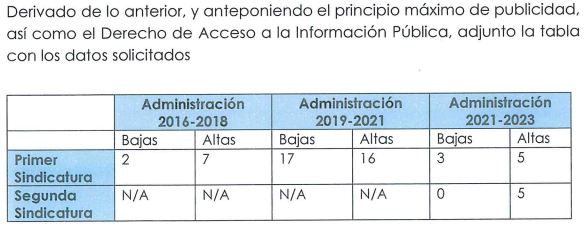 Derivado de lo anterior, y anteponiendo el principio máximo de publicidad,
así como el Derecho de Acceso a la Información Pública, adjunto la tabla
con los datos solicitados
Administración 2016-2018 Administración 2019-2021 Administración 2021-2023
Bajas Altas Bajas Altas Bajas Altas
Primer Sindicatura 2 7 17 16 3 5
Segunda Sindicatura N/A N/A N/A N/A 0 5